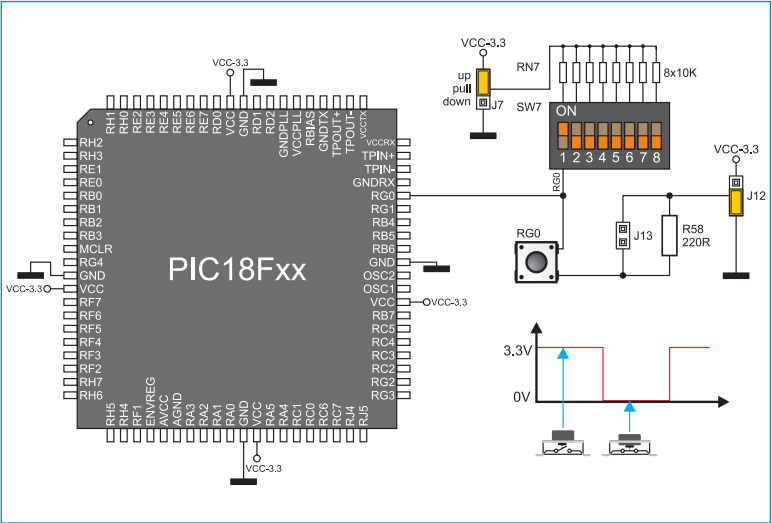 VCC-3.3
RH1
RH0
RE2
RE3
RE4
RE5
RE6
RE7
RD0
VCC
GND
RD1
RD2
GNDPLL
VCCPLL
RBIAS
GNDTX
TPOUT+
TPOUT-
VCCTX
RH2
RH3
RE1
RE0
RB0
RB1
RB2
RB3
MCLR
RG4
GND
VCC
RF7
RF6
RF5
RF4
RF3
RF2
RH7
RH6
VCC-3.3
PIC18Fxx
VCCRX
TPIN+
TPIN-
GNDRX
RG0
RG1
RB4
RB5
RB6
GND
OSC2
OSC1
VCC
RB7
RC5
RC4
RC3
RC2
RG2
RG3
VCC-3.3
RH5
RH4
RF1
ENVREG
AVCC
AGND
RA3
RA2
RA1
RA0
GND
VCC
RA5
RA4
RC1
RC0
RC6
RC7
RJ4
RJ5
VCC-3.3
VCC-3.3
up
pull
down
J7
RN7
8x10K
SW7
ON
1 2 3 4 5 6 7 8
RG0
VCC-3.3
J12
RG0
J13
R58
220R
3.3V
0V